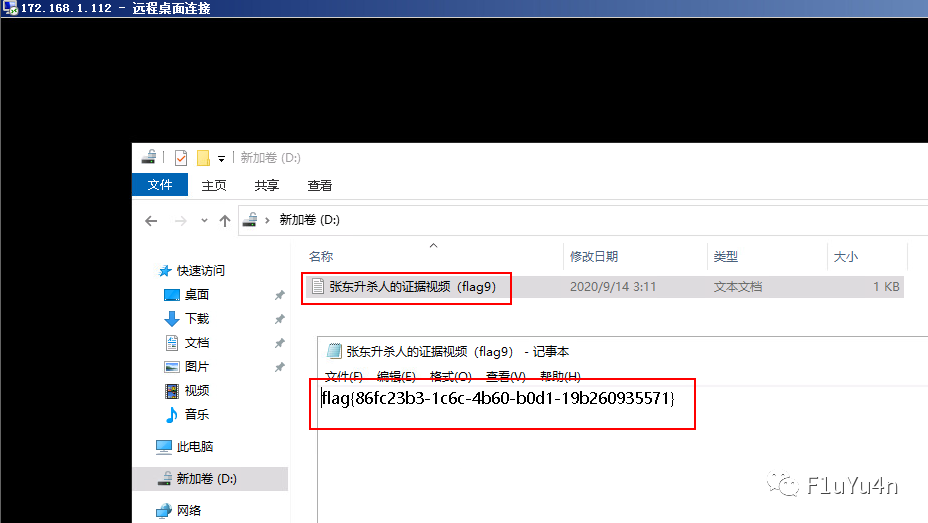 172.168.1.112 - 远程桌面连接
新加卷 (D:)
文件 主页 共享 查看
新加卷 (D:)
名称 修改日期 类型 大小
张东升杀人的证据视频（flag9） 2020/9/14 3:11 文本文档 1 KB
快速访问
桌面
下载
文档
图片
视频
音乐
此电脑
新加卷 (D:)
网络
张东升杀人的证据视频（flag9） - 记事本
文件(F) 编辑(E) 格式(O) 查看(V) 帮助(H)
flag{86fc23b3-1c6c-4b60-b0d1-19b260935571}
F1uYu4n